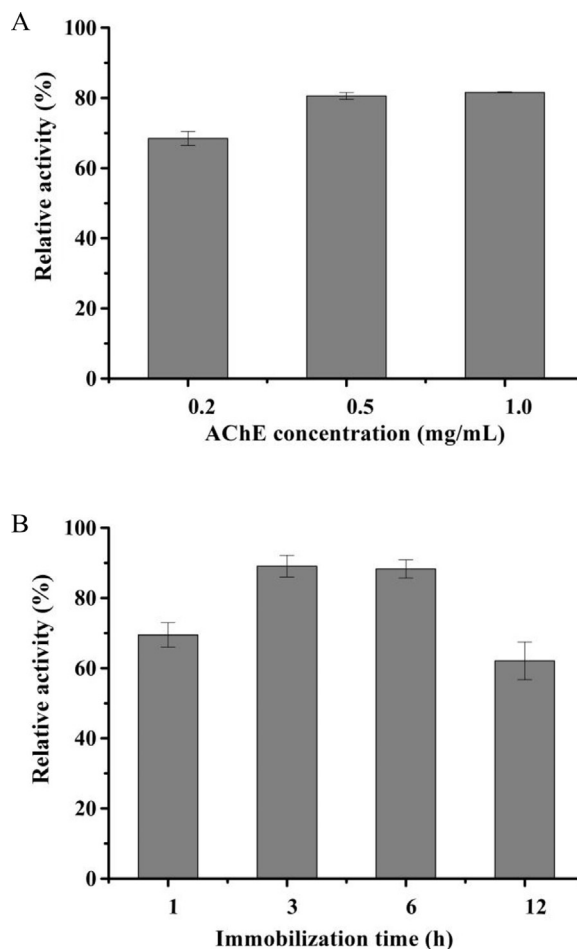 A
100
80
60
40
20
0
Relative activity (%)
0.2 0.5 1.0
AChE concentration (mg/mL)
B
100
80
60
40
20
0
Relative activity (%)
1 3 6 12
Immobilization time (h)